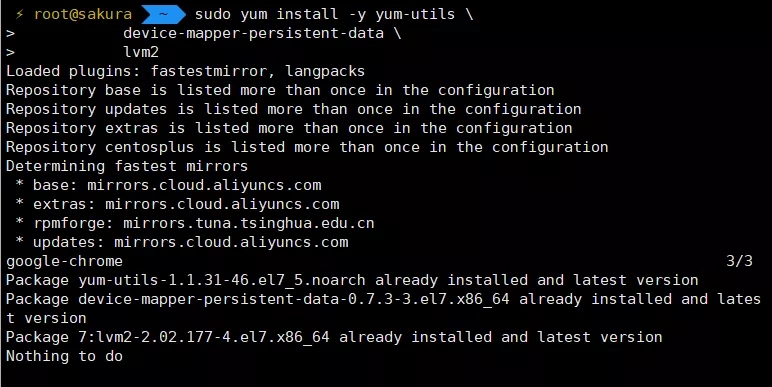 ⚡ root@sakura ~ sudo yum install -y yum-utils \
> device-mapper-persistent-data \
> lvm2
Loaded plugins: fastestmirror, langpacks
Repository base is listed more than once in the configuration
Repository updates is listed more than once in the configuration
Repository extras is listed more than once in the configuration
Repository centosplus is listed more than once in the configuration
Determining fastest mirrors
* base: mirrors.cloud.aliyuncs.com
* extras: mirrors.cloud.aliyuncs.com
* rpmforge: mirrors.tuna.tsinghua.edu.cn
* updates: mirrors.cloud.aliyuncs.com
google-chrome 3/3
Package yum-utils-1.1.31-46.el7_5.noarch already installed and latest version
Package device-mapper-persistent-data-0.7.3-3.el7.x86_64 already installed and lates
t version
Package 7:lvm2-2.02.177-4.el7.x86_64 already installed and latest version
Nothing to do